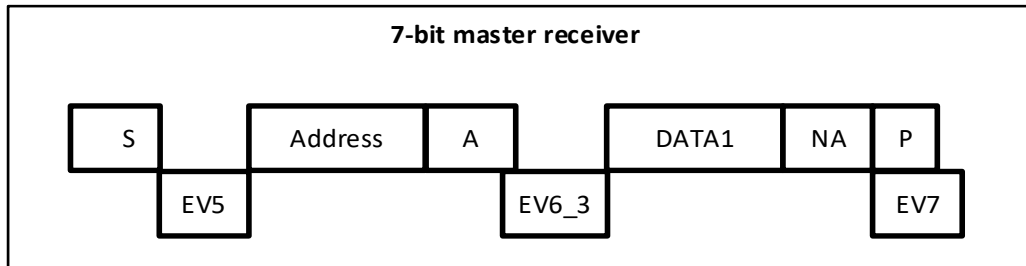 7-bit master receiver
S Address A DATA1 NA P
EV5 EV6_3 EV7